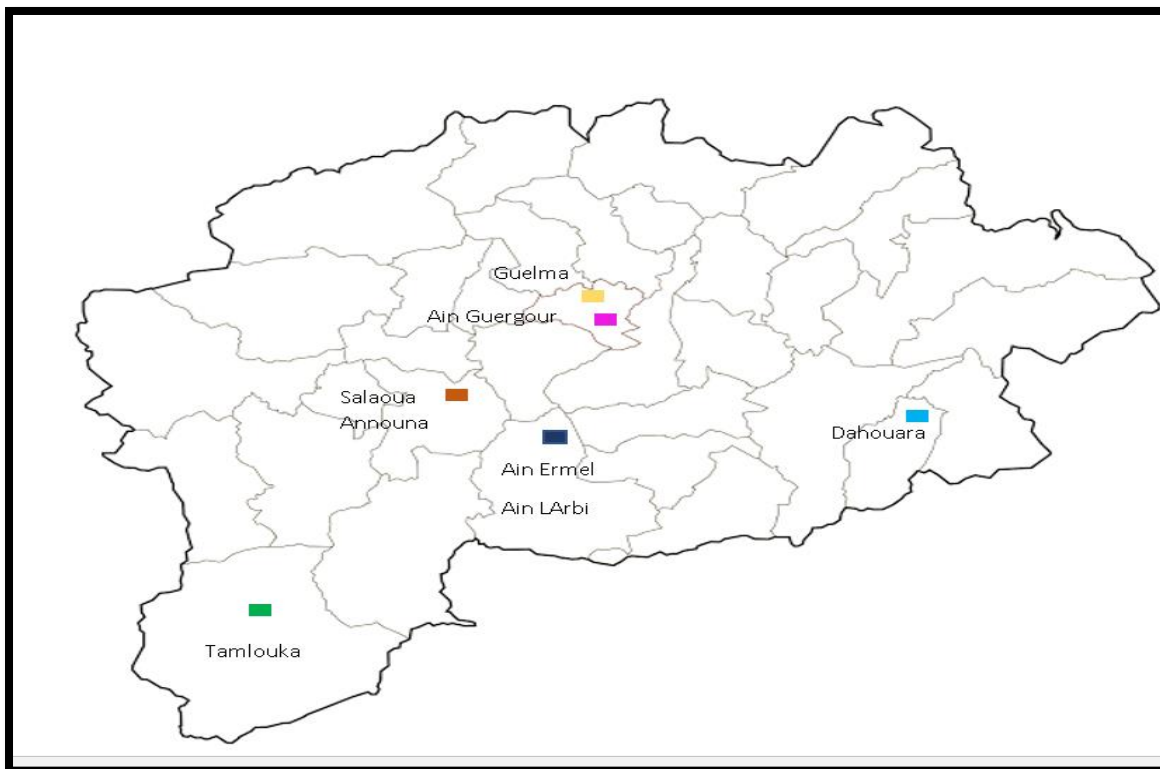 Guelma
Ain Guergour
Salaoua
Announa
Dahouara
Ain Ermel
Ain LArbi
Tamlouka